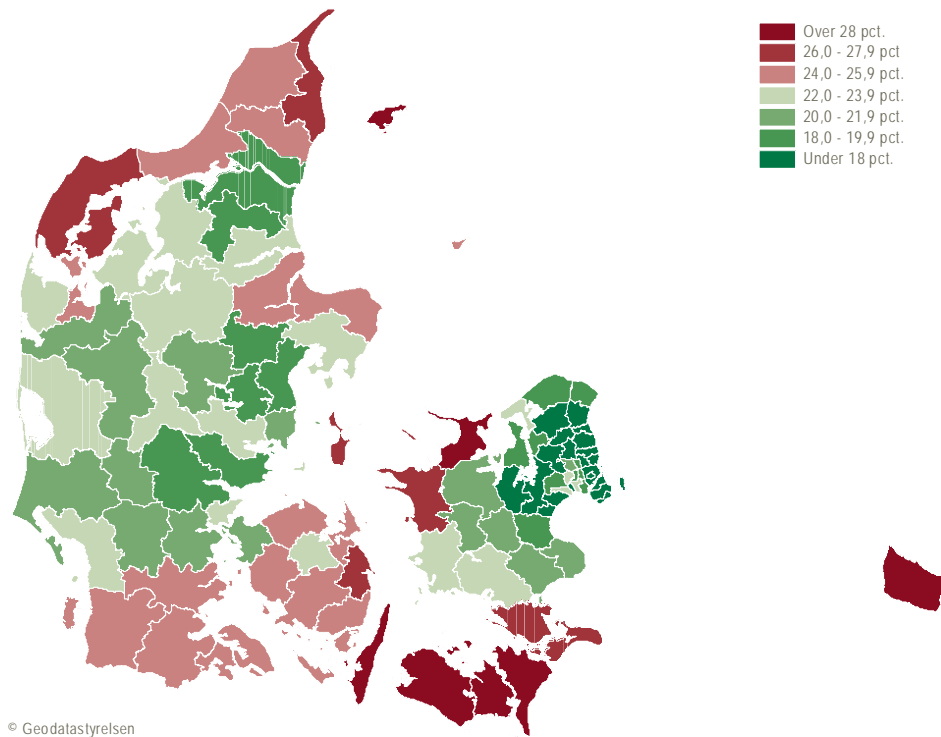 Over 28 pct.
26,0 - 27,9 pct
24,0 - 25,9 pct.
22,0 - 23,9 pct.
20,0 - 21,9 pct.
18,0 - 19,9 pct.
Under 18 pct.
© Geodatastyrelsen